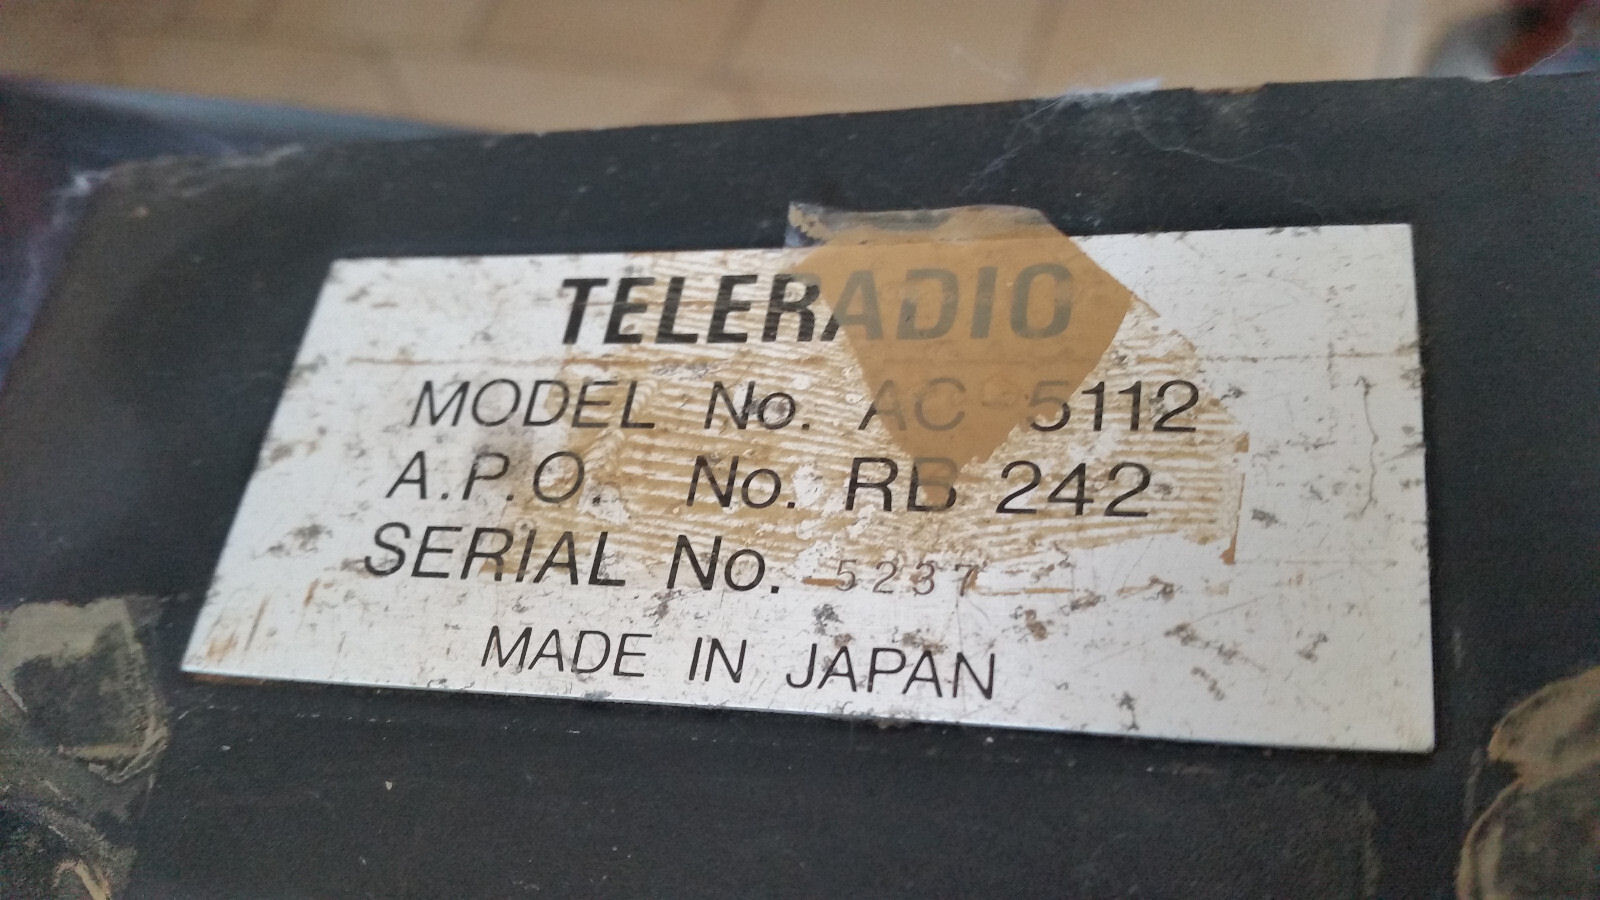 TELERADIO
MODEL No. AC-5112
A.P.O. No. RB 242
SERIAL No. 5237
MADE IN JAPAN